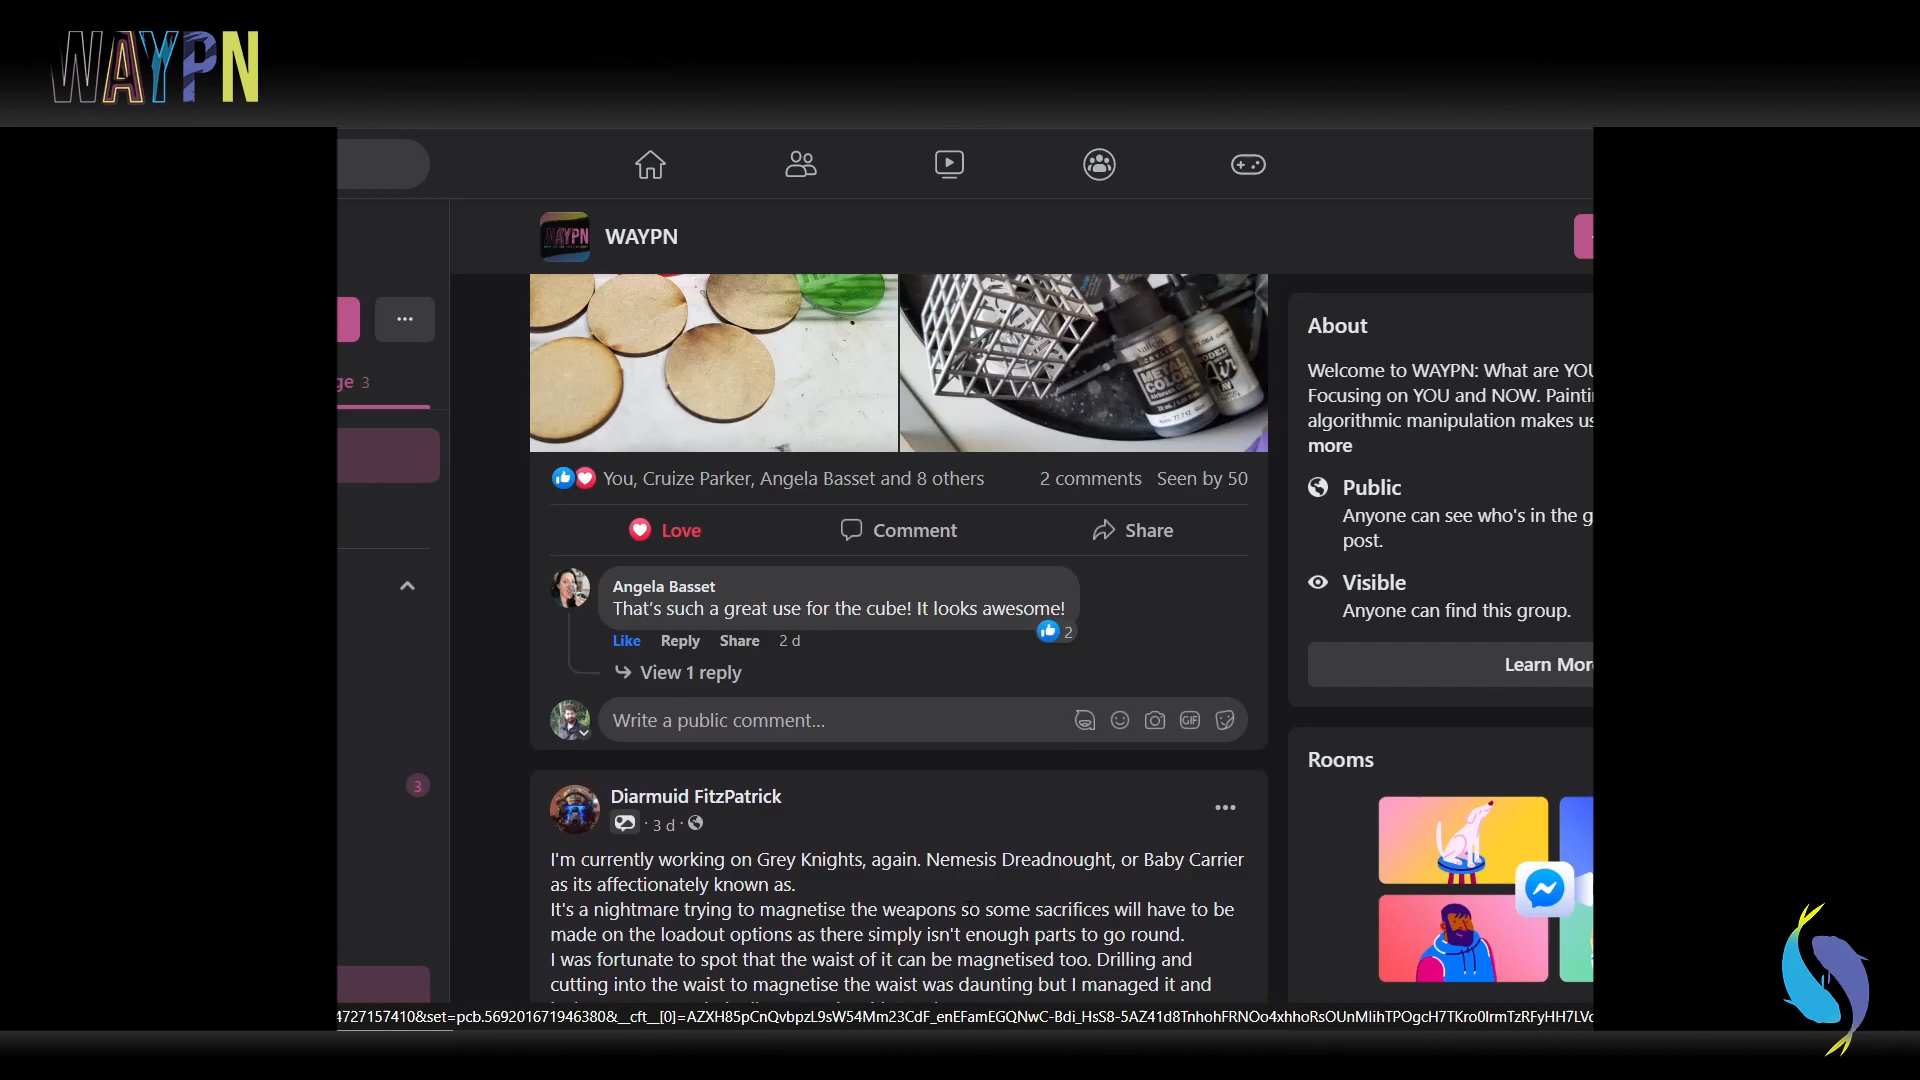 WAYPN
WAYPN
WAYPN
ge 3
3
METAL
COLOR
MODEL
Air
You, Cruize Parker, Angela Basset and 8 others
2 comments Seen by 50
Love
Comment
Share
Angela Basset
That's such a great use for the cube! It looks awesome!
2
Like Reply Share 2 d
View 1 reply
Write a public comment...
GIF
Diarmuid FitzPatrick
· 3 d ·
I'm currently working on Grey Knights, again. Nemesis Dreadnought, or Baby Carrier
as its affectionately known as.
It's a nightmare trying to magnetise the weapons so some sacrifices will have to be
made on the loadout options as there simply isn't enough parts to go round.
I was fortunate to spot that the waist of it can be magnetised too. Drilling and
cutting into the waist to magnetise the waist was daunting but I managed it and
About
Welcome to WAYPN: What are YOU
Focusing on YOU and NOW. Painti
algorithmic manipulation makes us
more
Public
Anyone can see who's in the g
post.
Visible
Anyone can find this group.
Learn More
Rooms